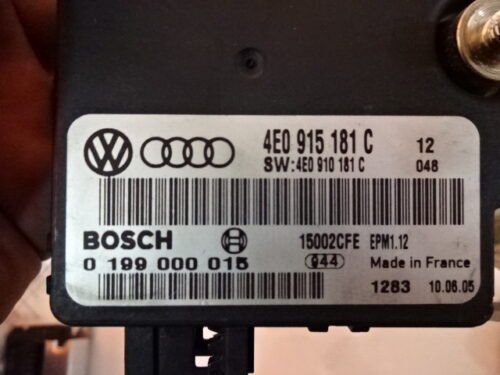 4E0 915 181 C 12
SW:4E0 910 181 C 048
BOSCH 15002CFE EPM1.12
0 199 000 015 944 Made in France
1283 10.06.05